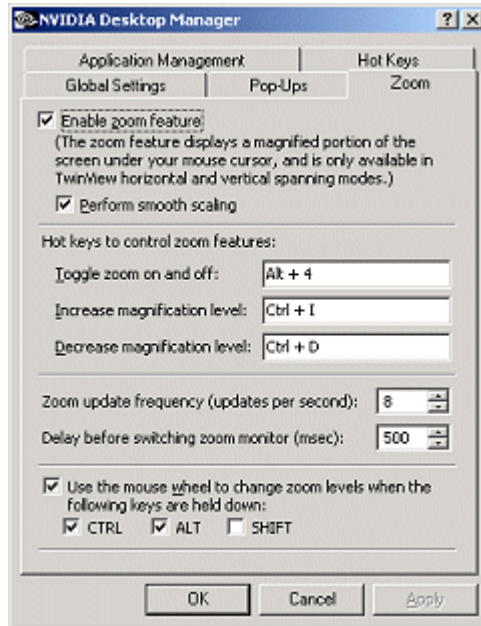 NVIDIA Desktop Manager
Application Management Hot Keys
Global Settings Pop-Ups Zoom
Enable zoom feature
(The zoom feature displays a magnified portion of the
screen under your mouse cursor, and is only available in
TwinView horizontal and vertical spanning modes.)
Perform smooth scaling
Hot keys to control zoom features:
Toggle zoom on and off: Alt + 4
Increase magnification level: Ctrl + I
Decrease magnification level: Ctrl + D
Zoom update frequency (updates per second): 8
Delay before switching zoom monitor (msec): 500
Use the mouse wheel to change zoom levels when the
following keys are held down:
CTRL ALT SHIFT
OK Cancel Apply